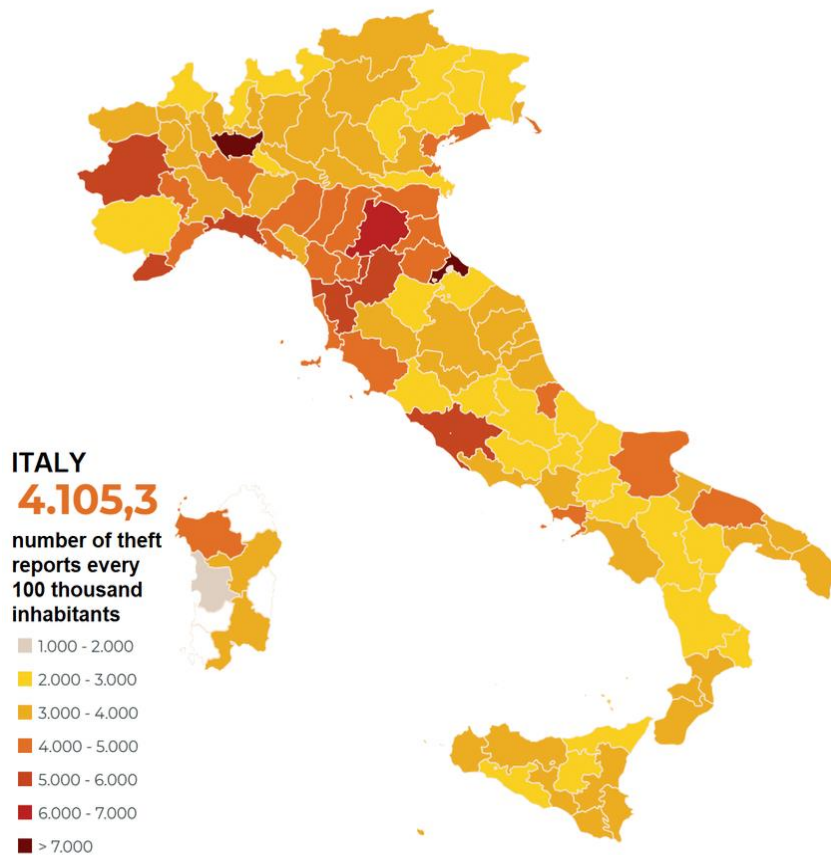 ITALY
4.105,3
number of theft
reports every
100 thousand
inhabitants
1.000 - 2.000
2.000 - 3.000
3.000 - 4.000
4.000 - 5.000
5.000 - 6.000
6.000 - 7.000
> 7.000